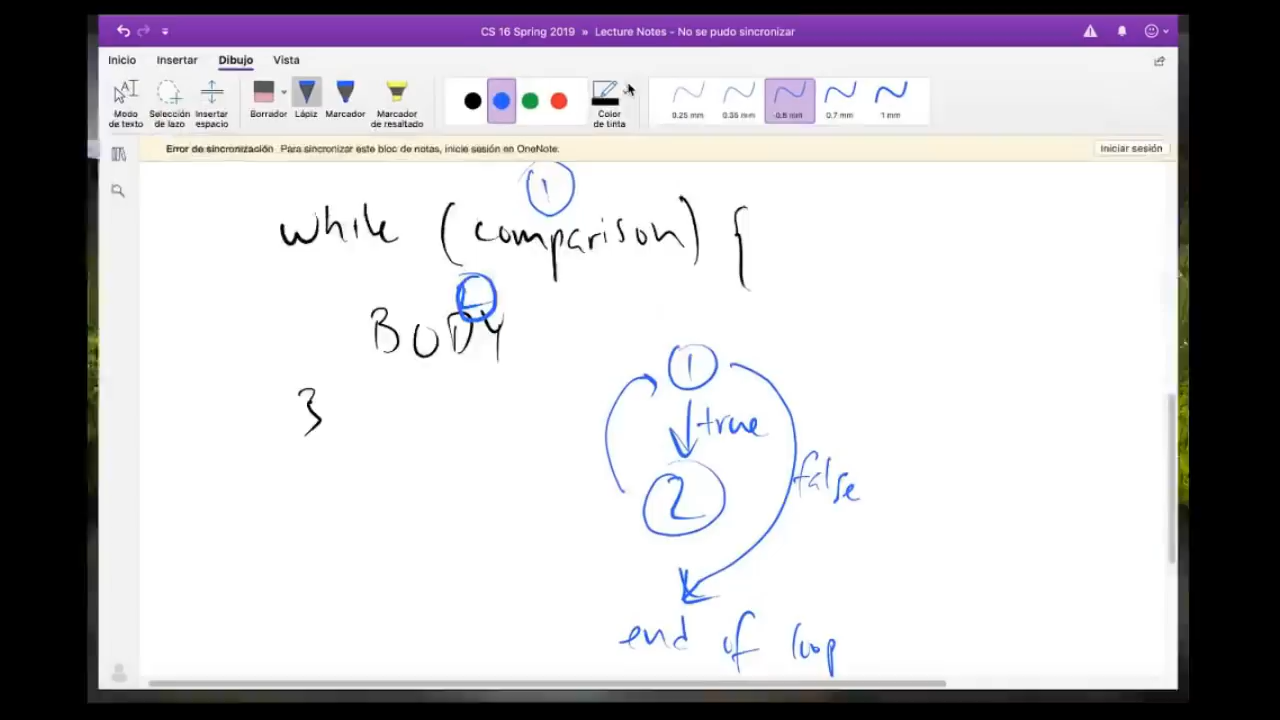 CS 16 Spring 2019 » Lecture Notes - No se pudo sincronizar
Inicio Insertar Dibujo Vista
Modo de texto
Selección de lazo
Insertar espacio
Borrador
Lápiz
Marcador
Marcador de resaltado
Color de tinta
0.25 mm
0.35 mm
0.5 mm
0.7 mm
1 mm
Error de sincronización Para sincronizar este bloc de notas, inicie sesión en OneNote.
Iniciar sesión
1
while (comparison) {
BODY
}
1
true
false
2
end of loop